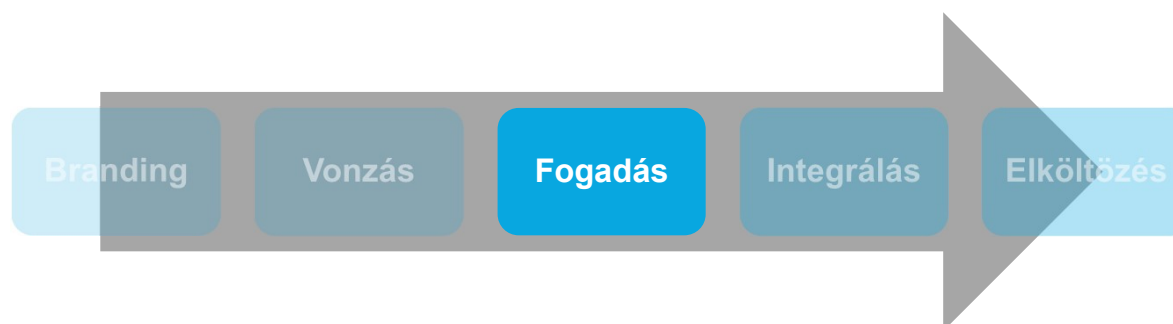 Branding
Vonzás
Fogadás
Integrálás
Elköltözés